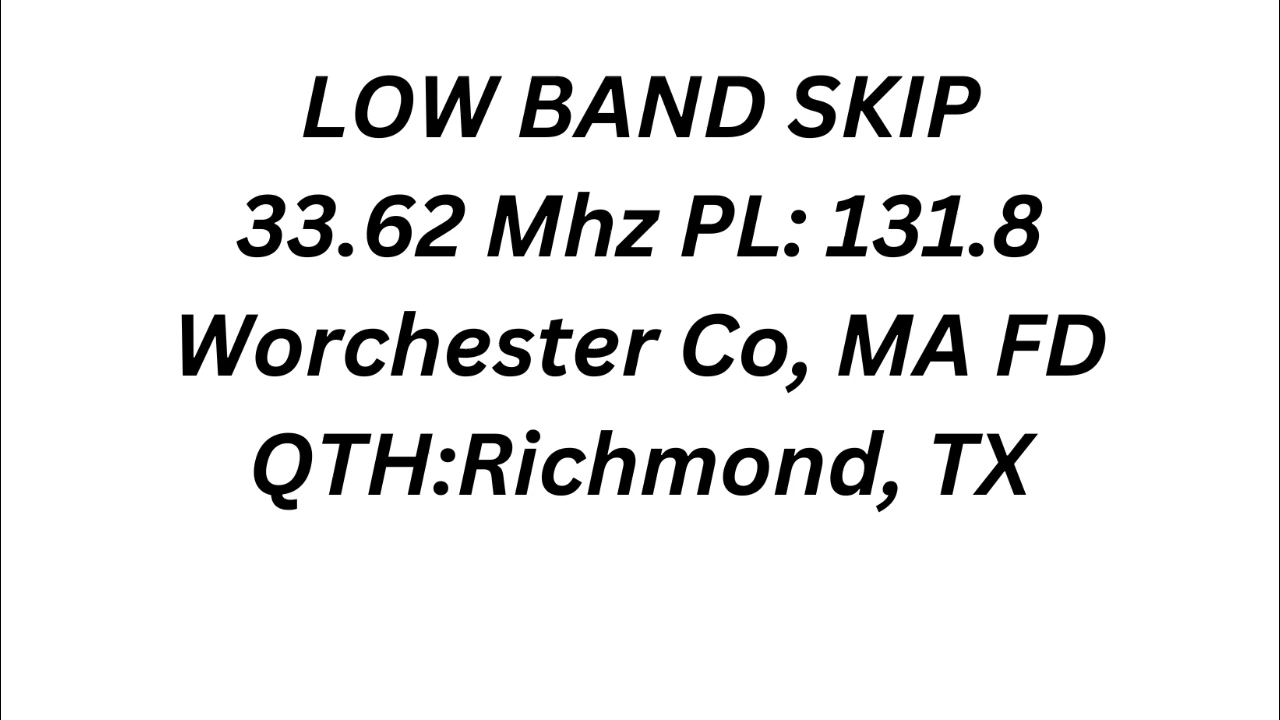 LOW BAND SKIP
33.62 Mhz PL: 131.8
Worchester Co, MA FD
QTH:Richmond, TX